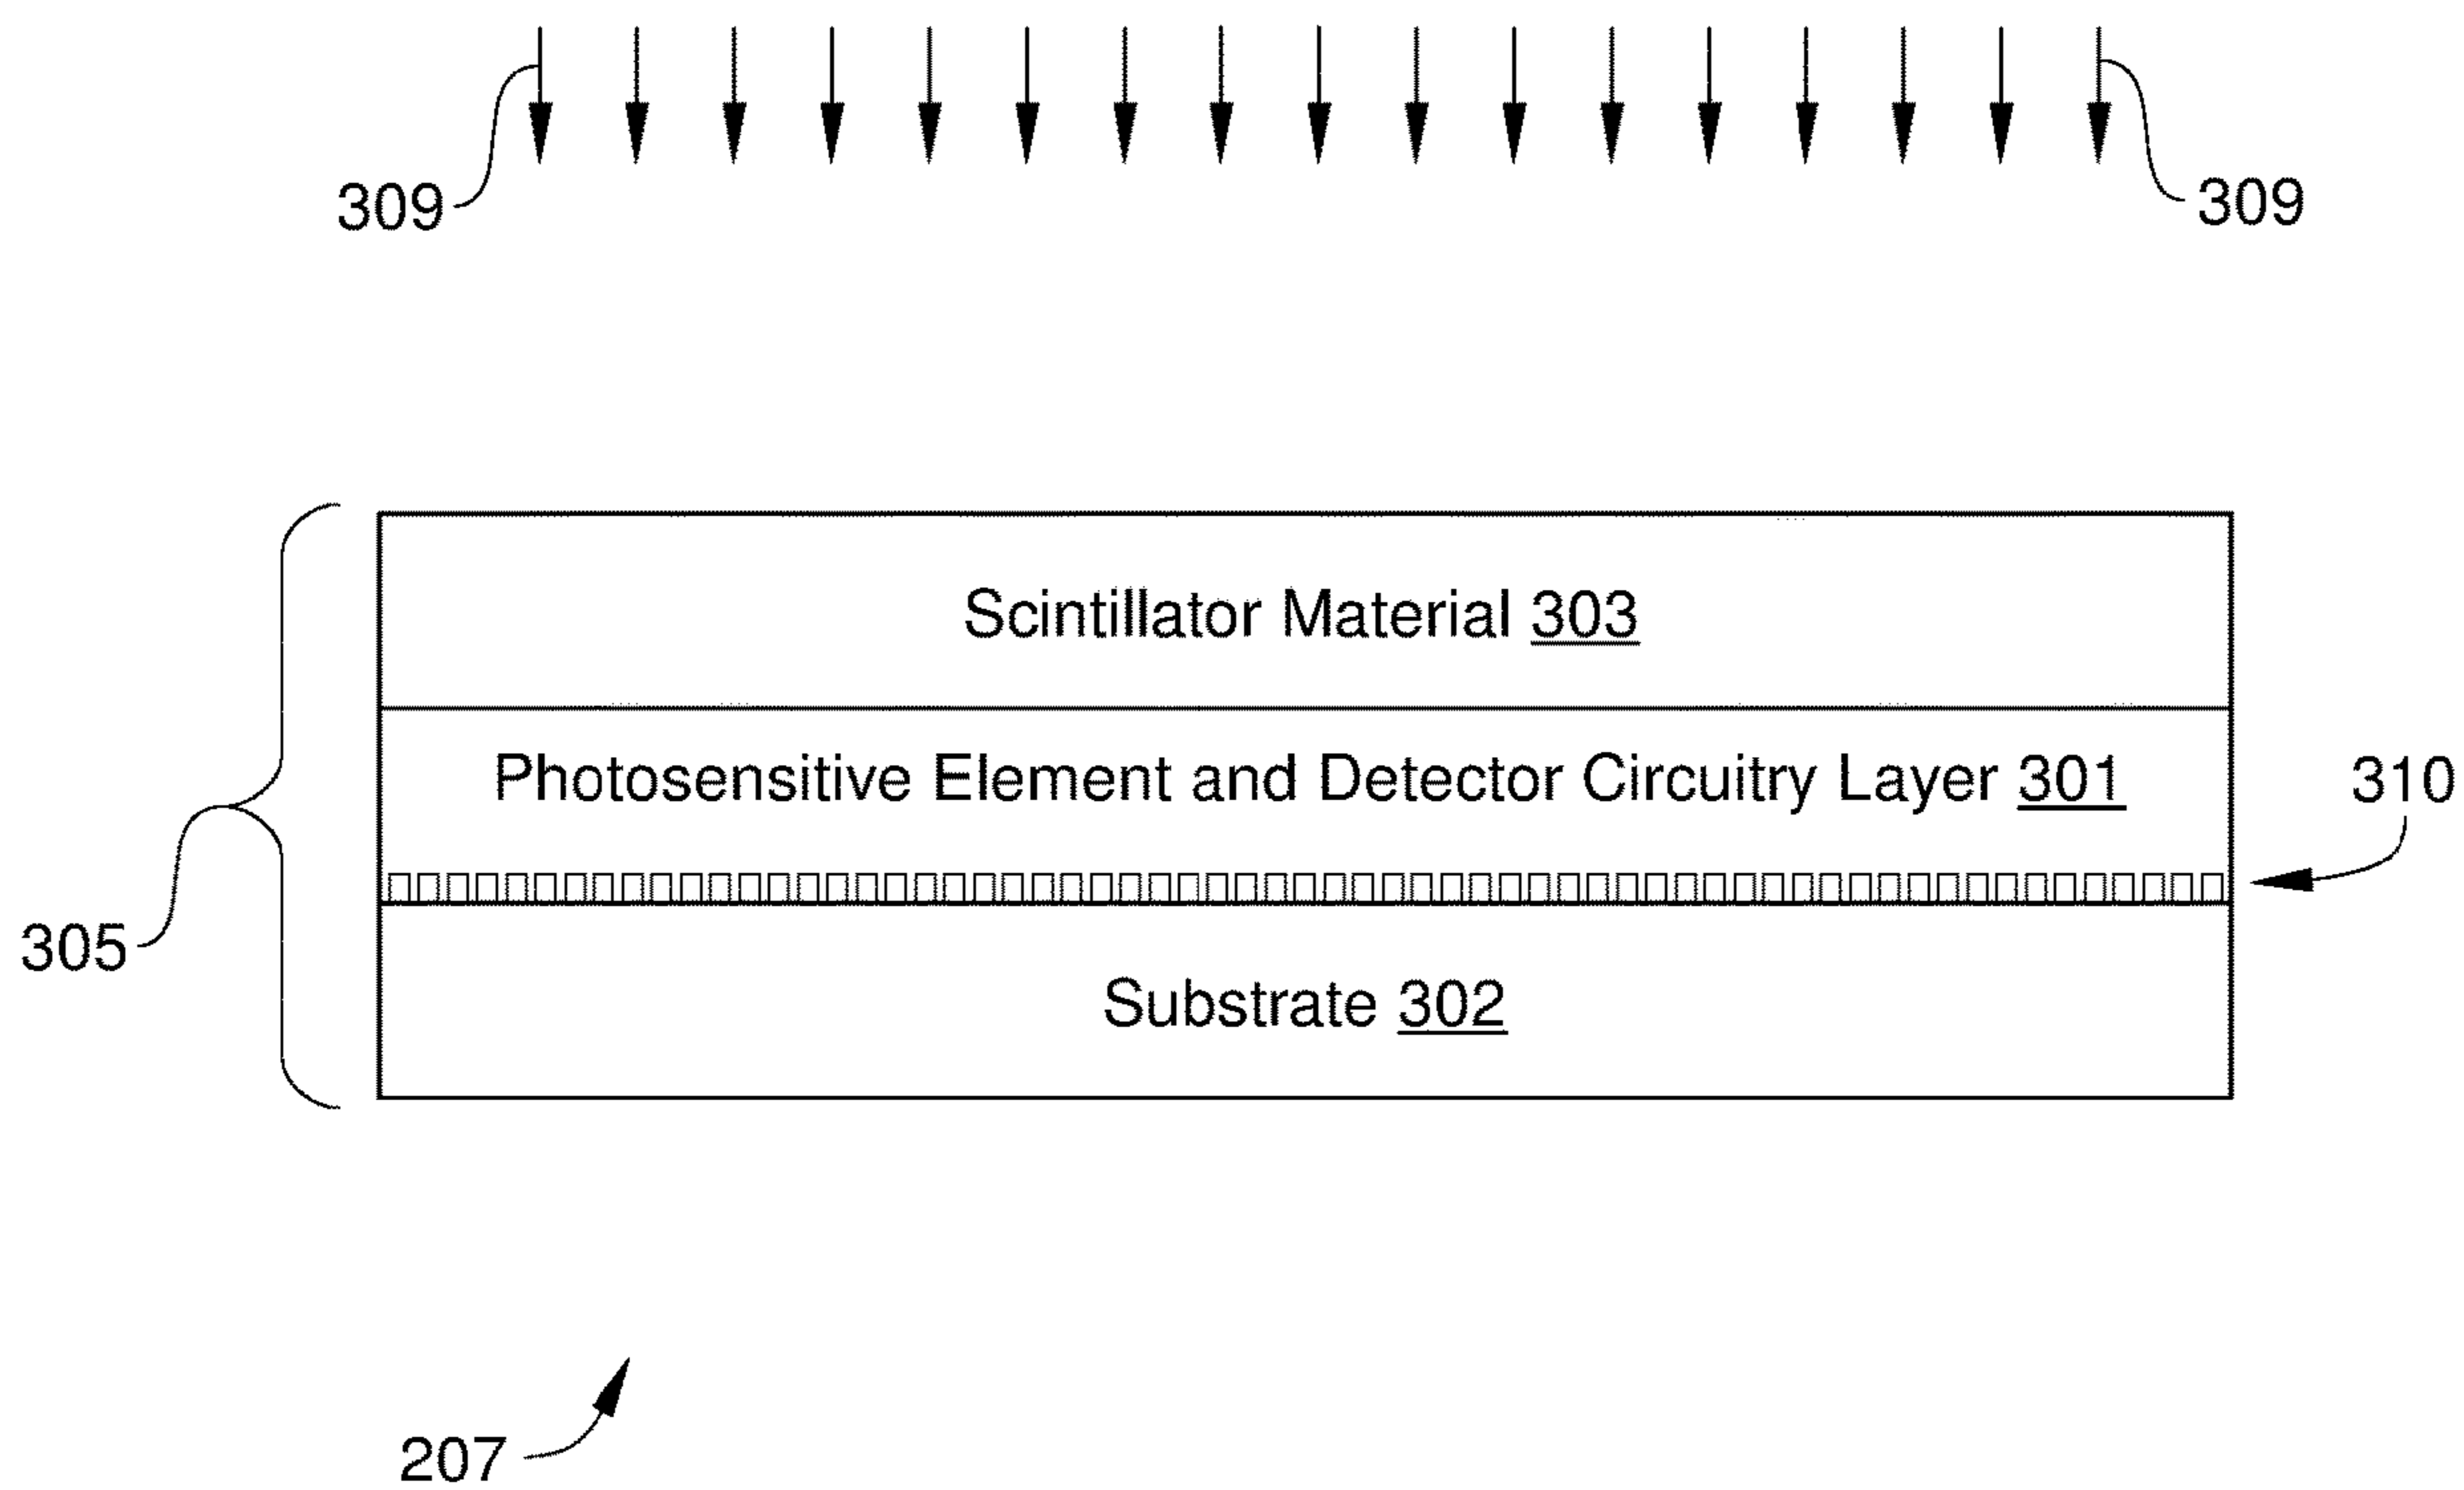 309
309
Scintillator Material 303
Photosensitive Element and Detector Circuitry Layer 301
310
305
Substrate 302
207